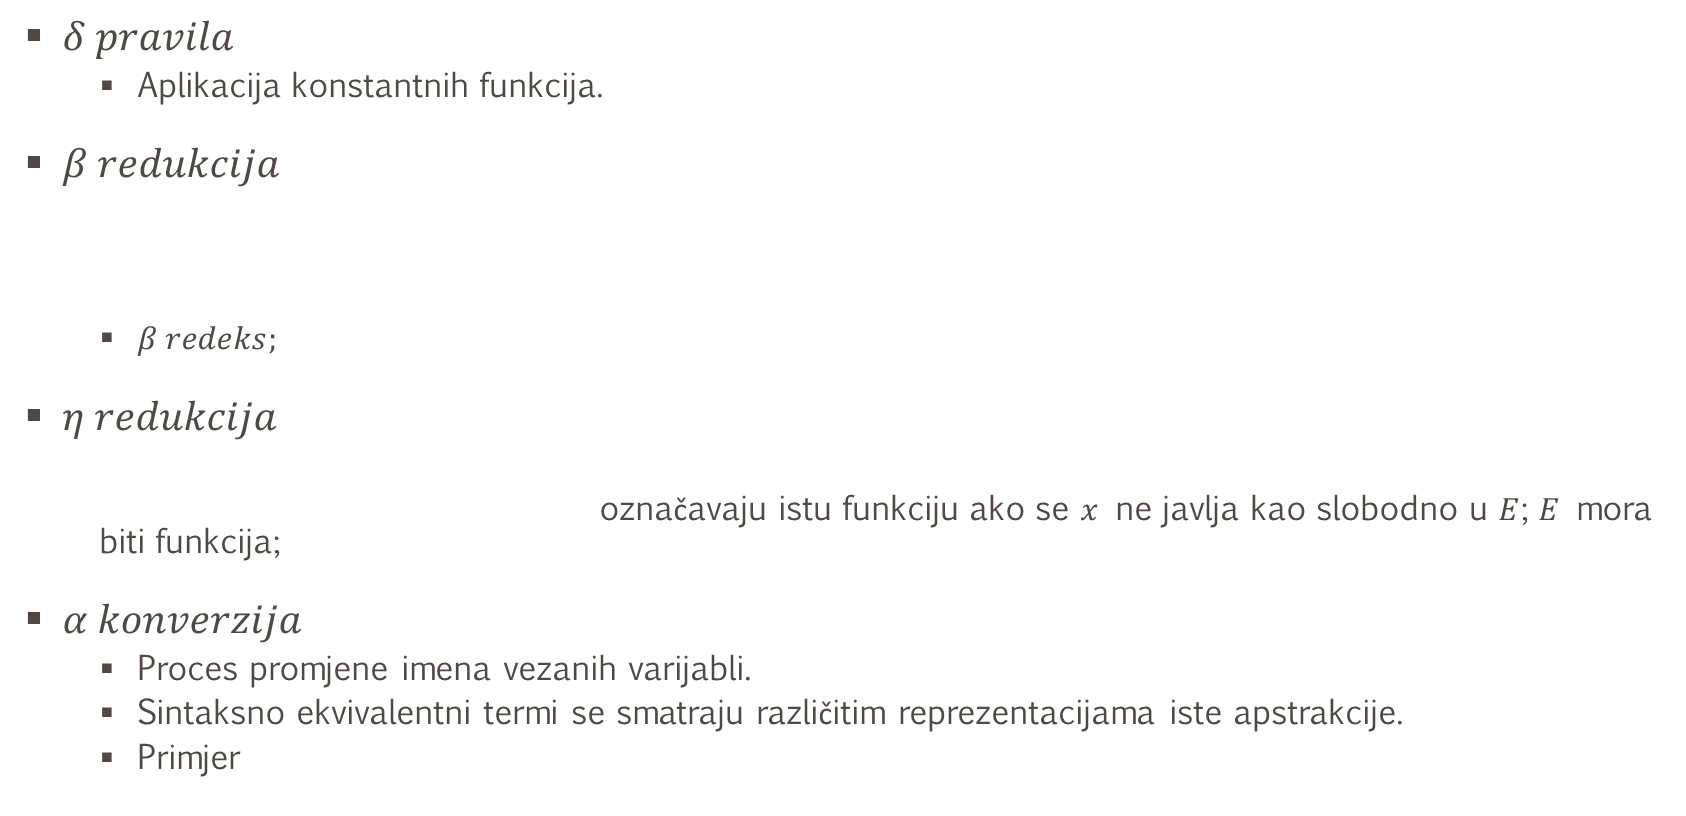 ▪ δ pravila
▪ Aplikacija konstantnih funkcija.
▪ β redukcija
▪ β redeks;
▪ η redukcija
označavaju istu funkciju ako se x ne javlja kao slobodno u E; E mora
biti funkcija;
▪ α konverzija
▪ Proces promjene imena vezanih varijabli.
▪ Sintaksno ekvivalentni termi se smatraju različitim reprezentacijama iste apstrakcije.
▪ Primjer